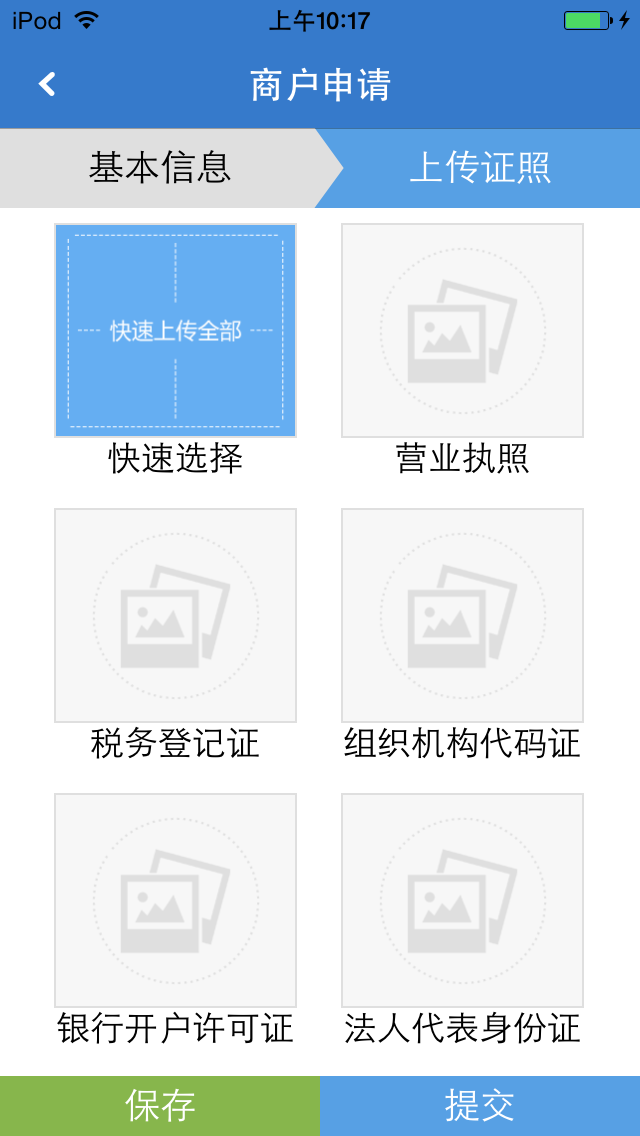 iPod 上午10:17
商户申请
基本信息 上传证照
快速上传全部
快速选择 营业执照
税务登记证 组织机构代码证
银行开户许可证 法人代表身份证
保存 提交